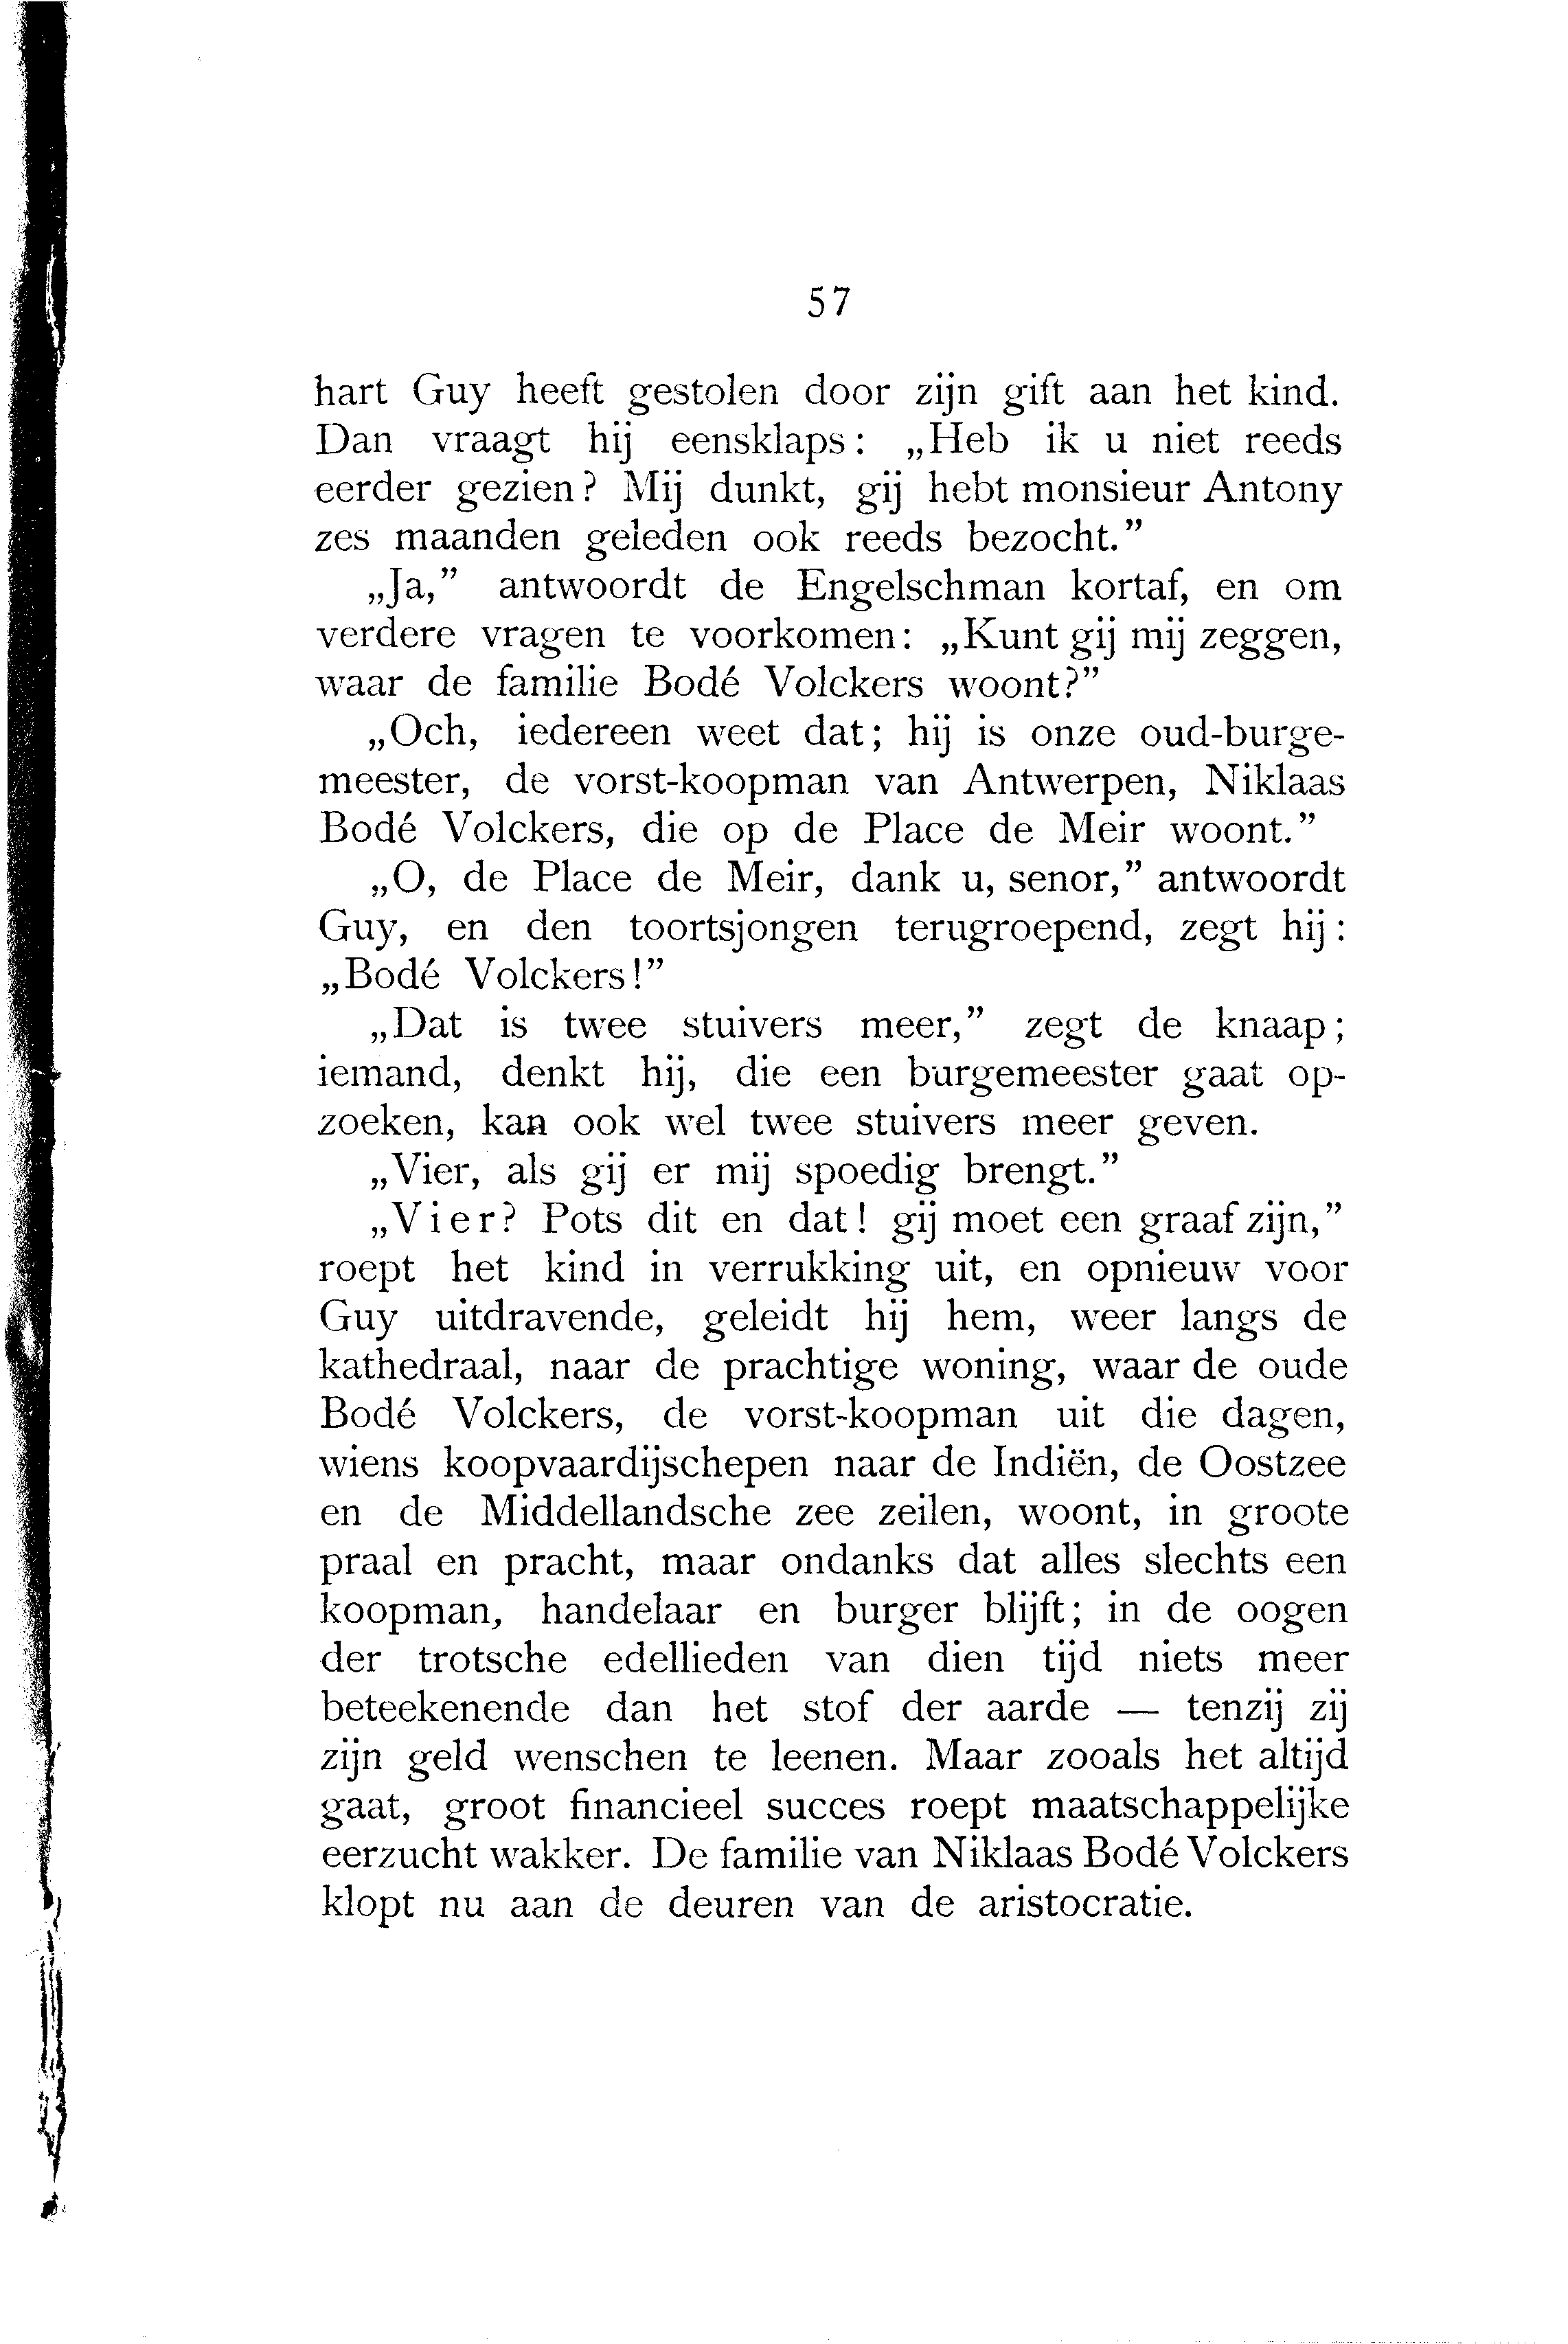 57
hart Guy heeft gestolen door zijn gift aan het kind.
Dan vraagt hij eensklaps: „Heb ik u niet reeds
eerder gezien? Mij dunkt, gij hebt monsieur Antony
zes maanden geleden ook reeds bezocht.”
„Ja,” antwoordt de Engelschman kortaf, en om
verdere vragen te voorkomen: „Kunt gij mij zeggen,
waar de familie Bodé Volckers woont?”
„Och, iedereen weet dat; hij is onze oud-burge-
meester, de vorst-koopman van Antwerpen, Niklaas
Bodé Volckers, die op de Place de Meir woont.”
„O, de Place de Meir, dank u, senor,” antwoordt
Guy, en den toortsjongen terugroepend, zegt hij:
„Bodé Volckers!”
„Dat is twee stuivers meer,” zegt de knaap;
iemand, denkt hij, die een burgemeester gaat op-
zoeken, kan ook wel twee stuivers meer geven.
„Vier, als gij er mij spoedig brengt.”
„Vier? Pots dit en dat! gij moet een graaf zijn,”
roept het kind in verrukking uit, en opnieuw voor
Guy uitdravende, geleidt hij hem, weer langs de
kathedraal, naar de prachtige woning, waar de oude
Bodé Volckers, de vorst-koopman uit die dagen,
wiens koopvaardijschepen naar de Indiën, de Oostzee
en de Middellandsche zee zeilen, woont, in groote
praal en pracht, maar ondanks dat alles slechts een
koopman, handelaar en burger blijft; in de oogen
der trotsche edellieden van dien tijd niets meer
beteekenende dan het stof der aarde — tenzij zij
zijn geld wenschen te leenen. Maar zooals het altijd
gaat, groot financieel succes roept maatschappelijke
eerzucht wakker. De familie van Niklaas Bodé Volckers
klopt nu aan de deuren van de aristocratie.